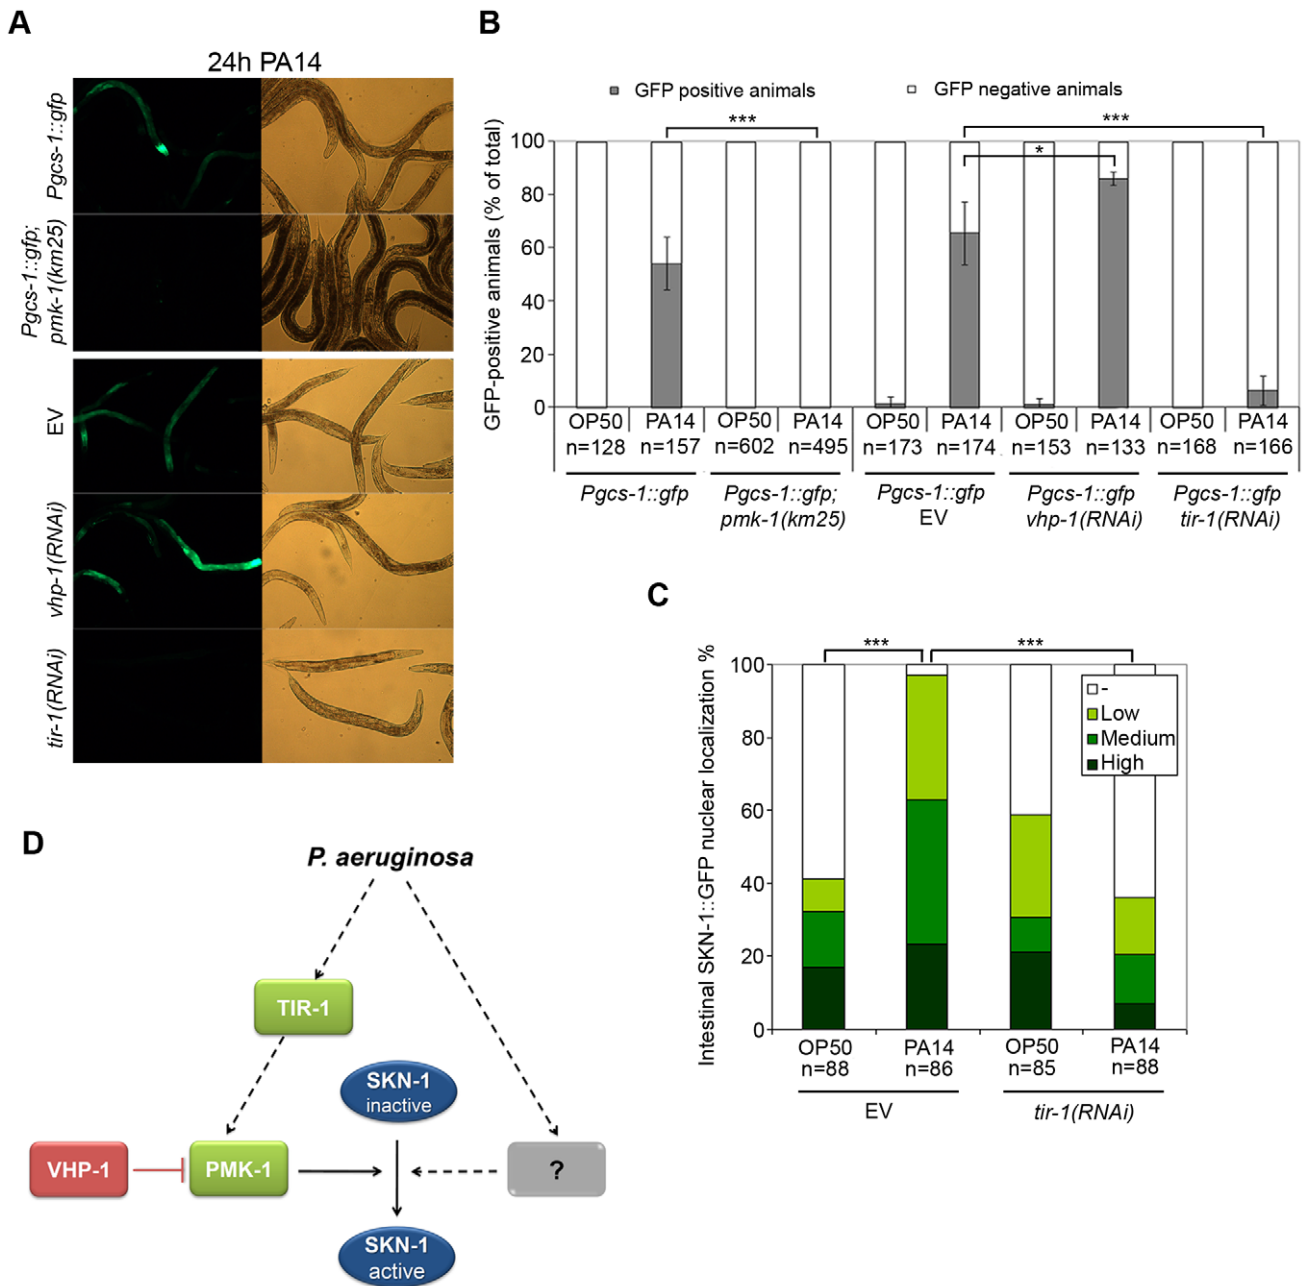 A
24h PA14
Pgcs-1::gfp
Pgcs-1::gfp;
pmk-1(km25)
EV
vhp-1(RNAi)
tir-1(RNAi)
B
GFP positive animals
GFP negative animals
***
***
*
GFP-positive animals (% of total)
100
80
60
40
20
0
OP50 PA14 OP50 PA14 OP50 PA14 OP50 PA14 OP50 PA14
n=128 n=157 n=602 n=495 n=173 n=174 n=153 n=133 n=168 n=166
Pgcs-1::gfp
Pgcs-1::gfp;
pmk-1(km25)
Pgcs-1::gfp
EV
Pgcs-1::gfp
vhp-1(RNAi)
Pgcs-1::gfp
tir-1(RNAi)
C
*** ***
Intestinal SKN-1::GFP nuclear localization %
100
80
60
40
20
0
-
Low
Medium
High
OP50 PA14 OP50 PA14
n=88 n=86 n=85 n=88
EV tir-1(RNAi)
D
P. aeruginosa
TIR-1
SKN-1
inactive
VHP-1
PMK-1
?
SKN-1
active